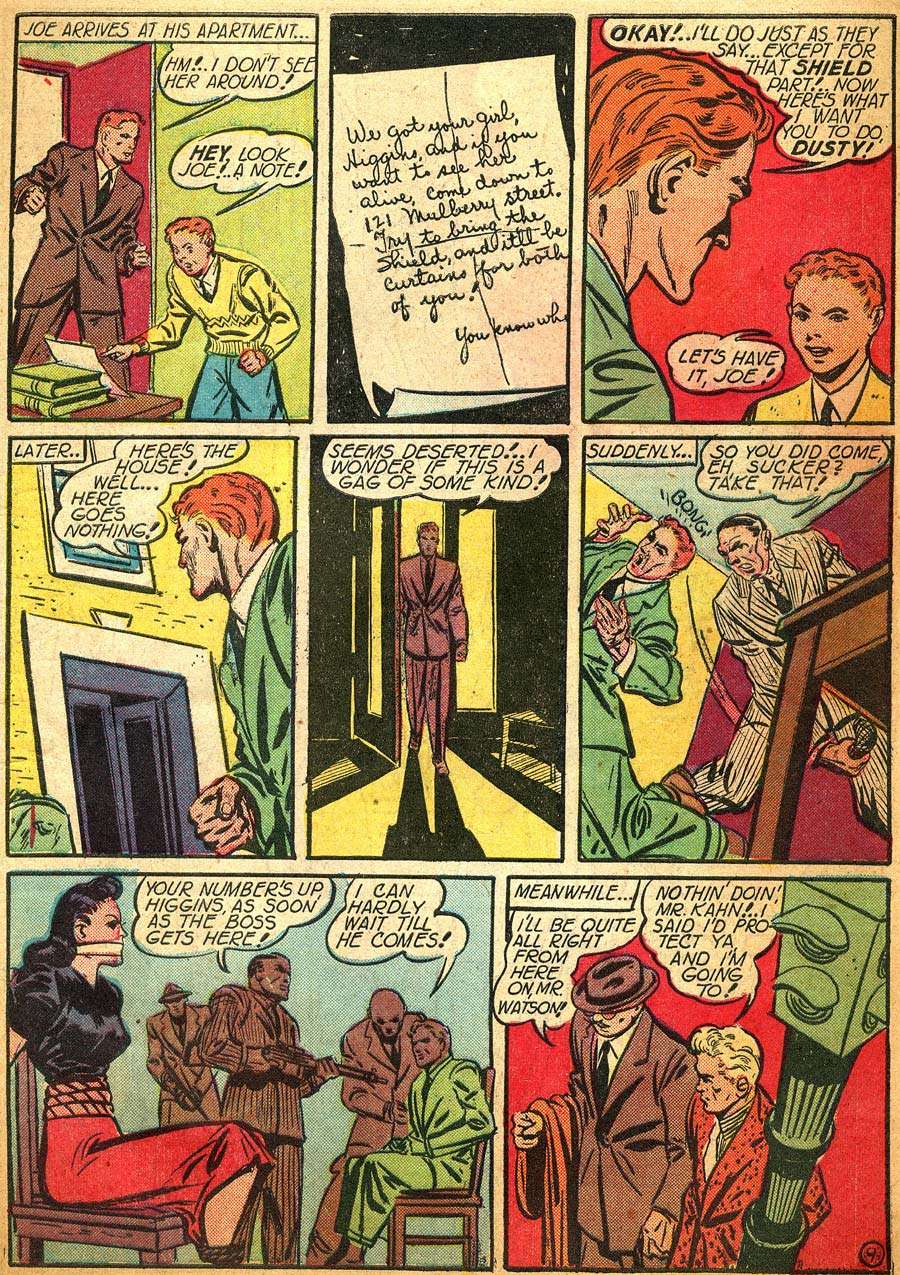 JOE ARRIVES AT HIS APARTMENT...
HM!.. I DON'T SEE
HER AROUND!
HEY, LOOK
JOE!. A NOTE!
We got your girl,
Higgins, and if you
want to see her
alive, come down to
121 Mulberry street.
Try to bring the
Shield, and it'll be
curtains for both
of you!
You know who
OKAY!..I'LL DO JUST AS THEY
SAY... EXCEPT FOR
THAT SHIELD
PART!.. NOW
HERE'S WHAT
I WANT
YOU TO DO,
DUSTY!
LET'S HAVE
IT, JOE!
LATER..
HERE'S THE
HOUSE!
WELL...
HERE
GOES
NOTHING!
SEEMS DESERTED!..I
WONDER IF THIS IS A
GAG OF SOME KIND!
SUDDENLY...
SO YOU DID COME,
EH, SUCKER?
TAKE THAT!
BONG!
YOUR NUMBER'S UP
HIGGINS, AS SOON
AS THE BOSS
GETS HERE!
I CAN
HARDLY
WAIT TILL
HE COMES!
MEANWHILE...
I'LL BE QUITE
ALL RIGHT
FROM
HERE
ON, MR.
WATSON!
NOTHIN' DOIN',
MR. KAHN!..I
SAID I'D PRO-
TECT YA,
AND I'M
GOING
TO!
9